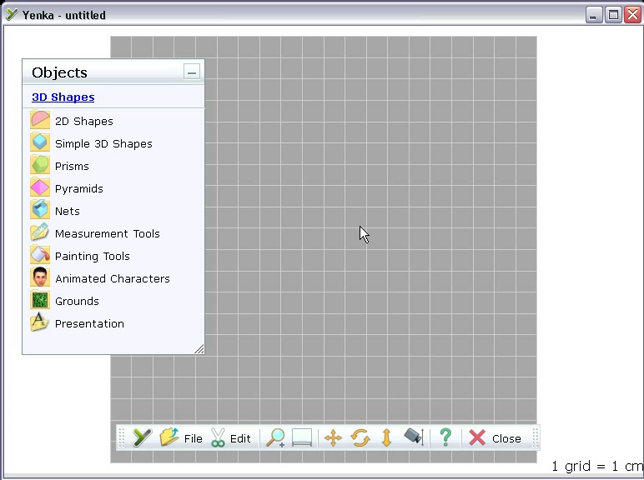 Yenka - untitled
Objects
3D Shapes
2D Shapes
Simple 3D Shapes
Prisms
Pyramids
Nets
Measurement Tools
Painting Tools
Animated Characters
Grounds
Presentation
File Edit ? Close
1 grid = 1 cm